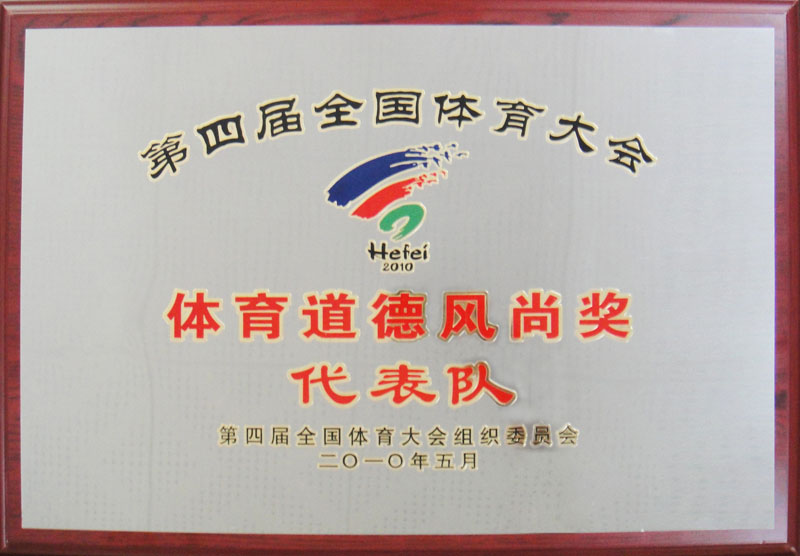 第四届全国体育大会
Hefei
2010
体育道德风尚奖
代表队
第四届全国体育大会组织委员会
二〇一〇年五月